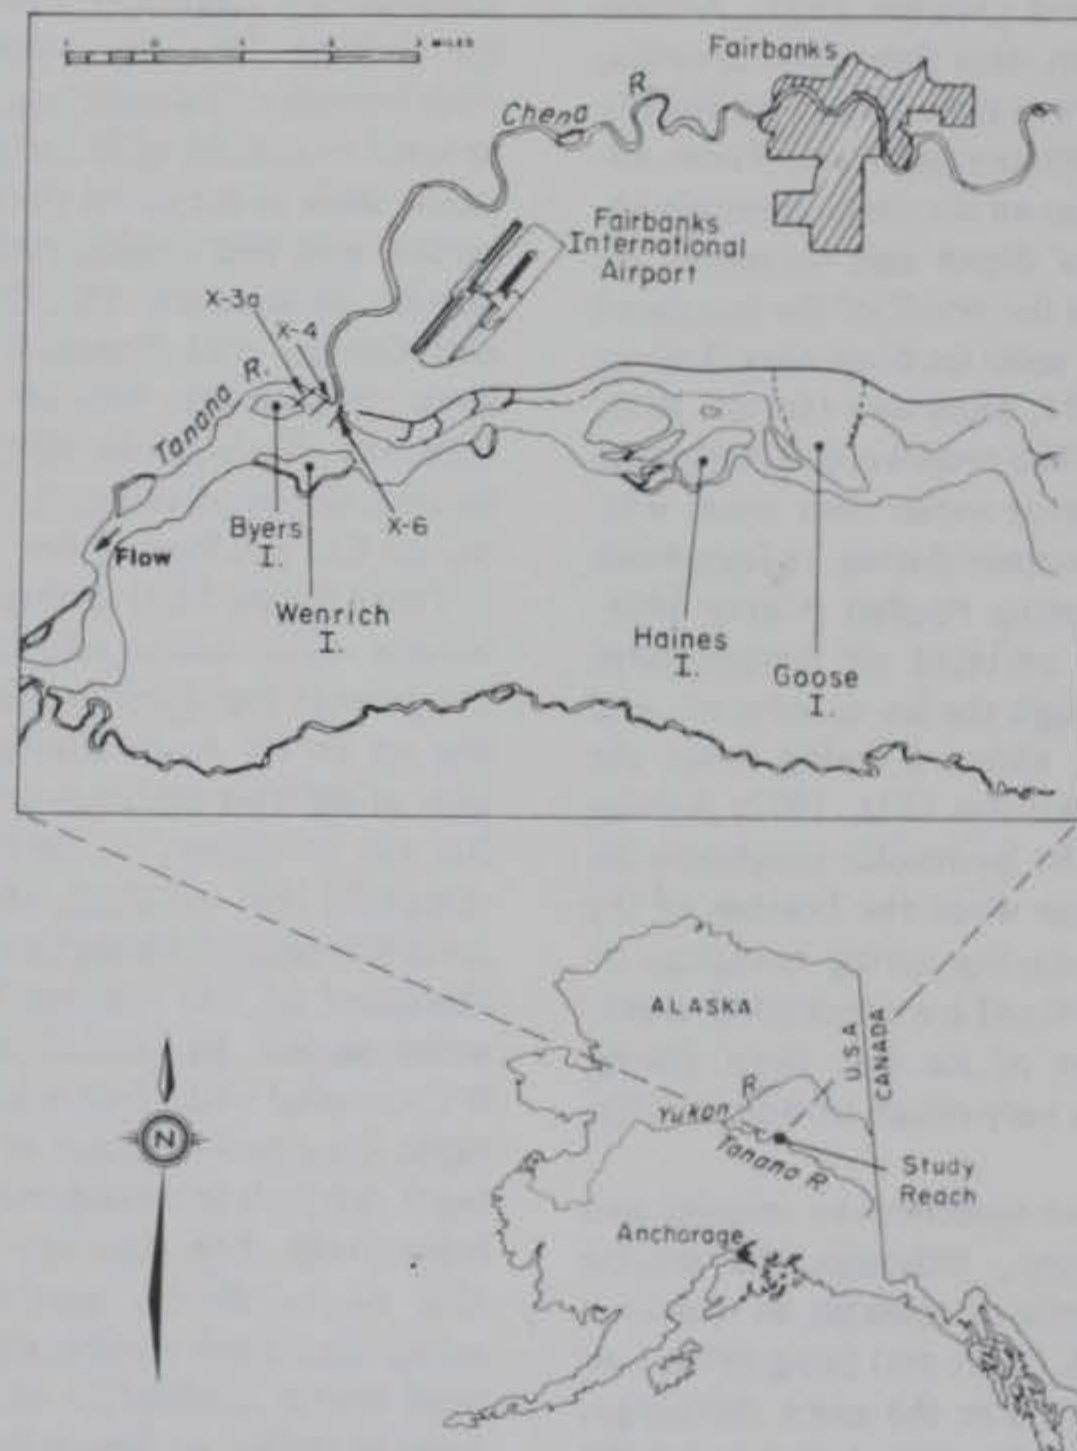 MILES
Fairbanks
Chena R.
Fairbanks
International
Airport
X-3a
X-4
Tanana R.
X-6
Byers
I.
Flow
Wenrich
I.
Haines
I.
Goose
I.
ALASKA
U.S.A
CANADA
Yukon R.
Tanana R.
Study
Reach
Anchorage
N